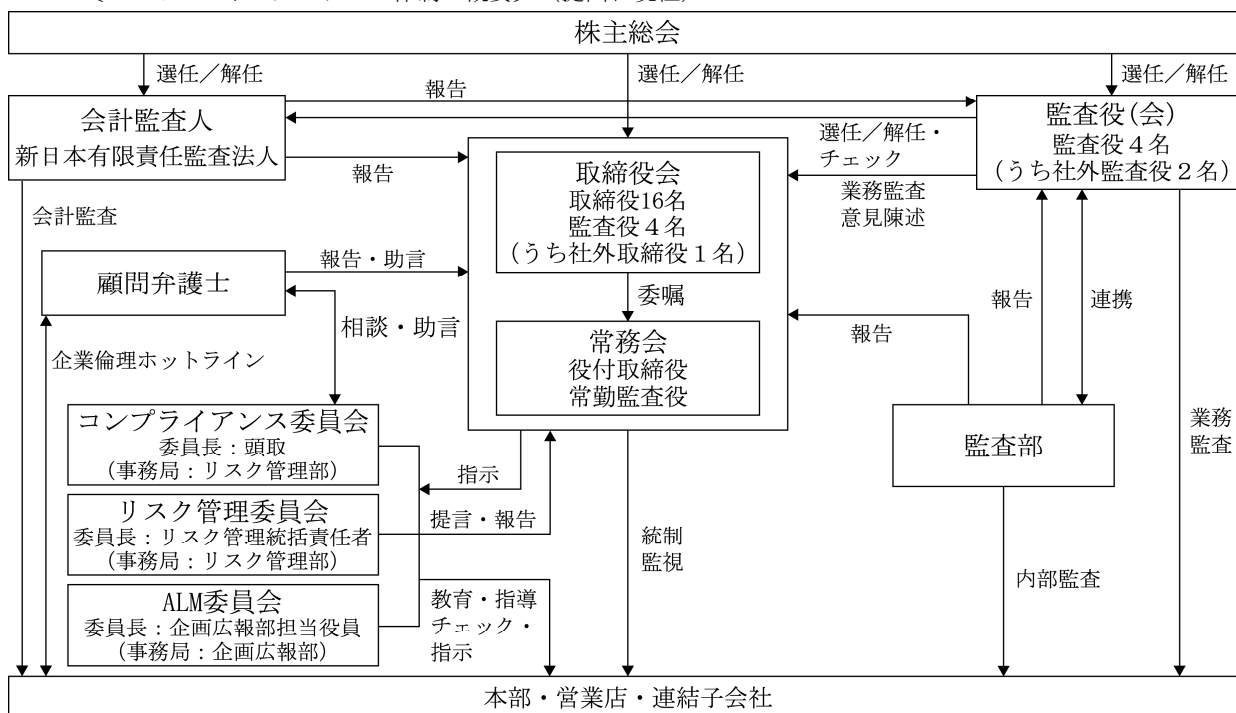 株主総会
選任／解任
選任／解任
選任／解任
会計監査人
新日本有限責任監査法人
報告
監査役(会)
監査役４名
(うち社外監査役２名)
選任／解任・
チェック
報告
取締役会
取締役16名
監査役４名
(うち社外取締役１名)
業務監査
意見陳述
会計監査
顧問弁護士
報告・助言
委嘱
報告
連携
相談・助言
報告
企業倫理ホットライン
常務会
役付取締役
常勤監査役
コンプライアンス委員会
委員長：頭取
(事務局：リスク管理部)
監査部
業務
監査
指示
リスク管理委員会
委員長：リスク管理統括責任者
(事務局：リスク管理部)
提言・報告
統制
監視
内部監査
ALM委員会
委員長：企画広報部担当役員
(事務局：企画広報部)
教育・指導
チェック・
指示
本部・営業店・連結子会社